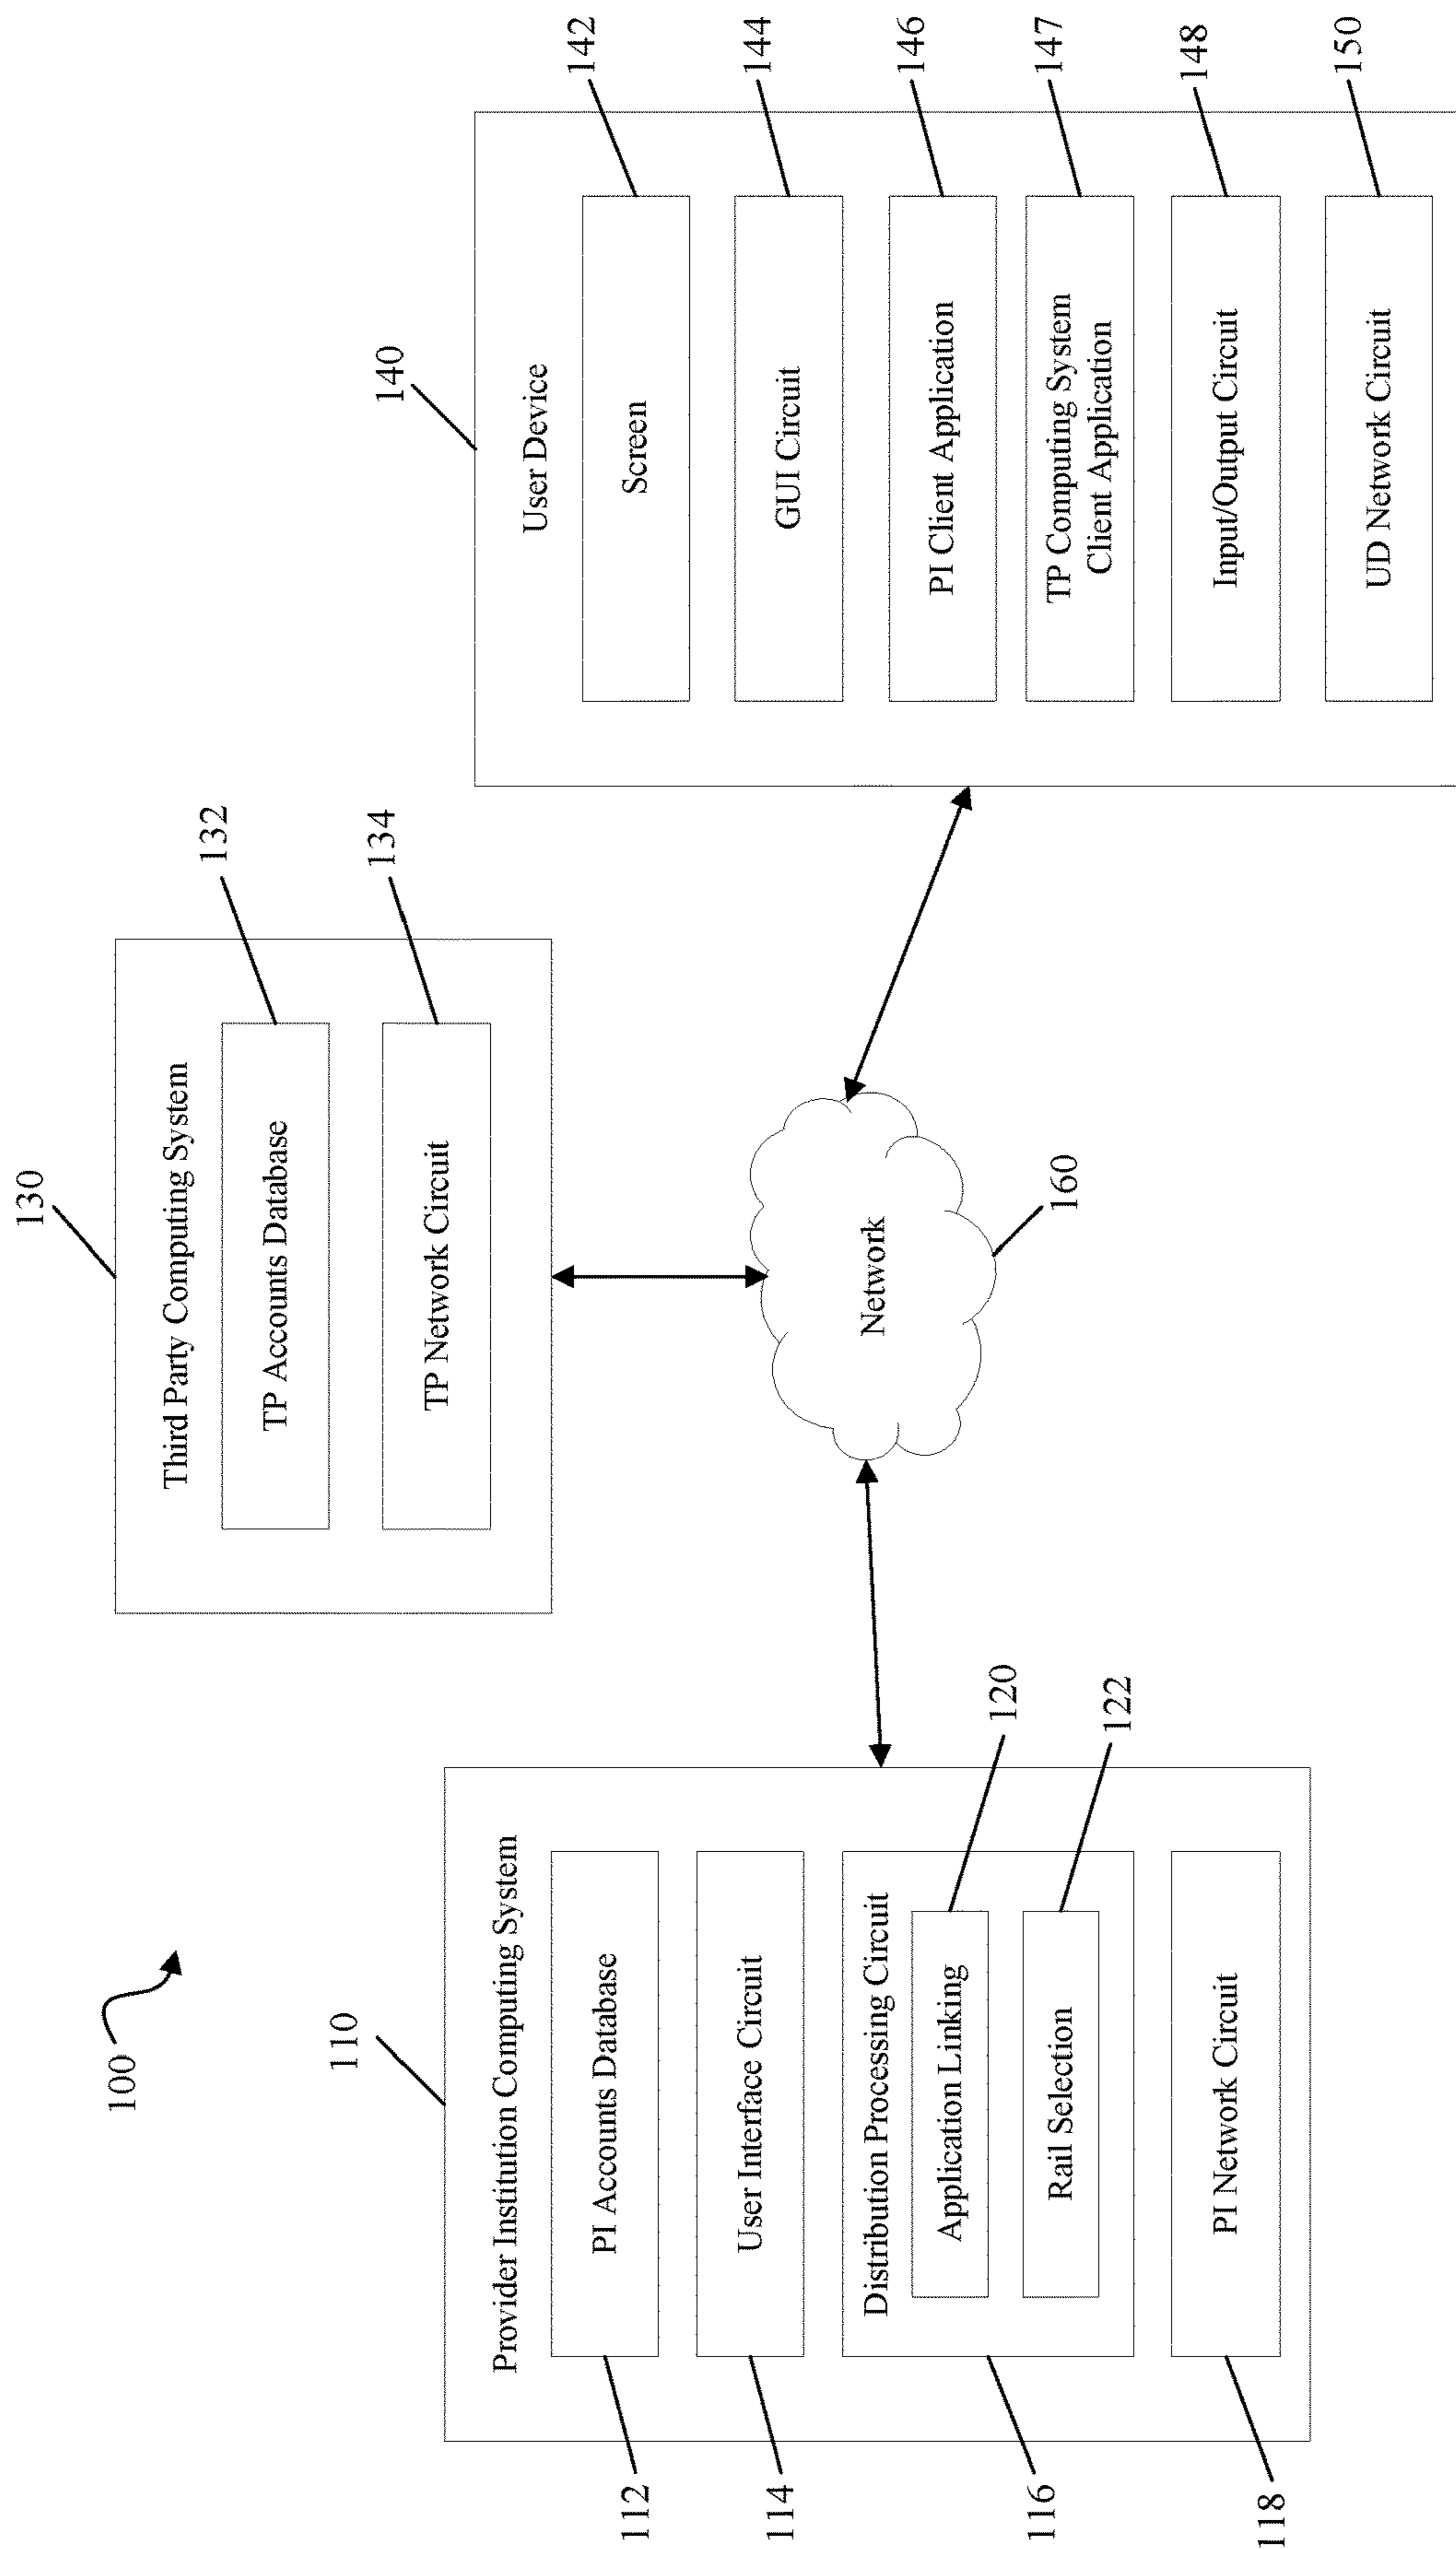 100
130
Third Party Computing System
TP Accounts Database
132
TP Network Circuit
134
110
Provider Institution Computing System
112
PI Accounts Database
114
User Interface Circuit
116
Distribution Processing Circuit
Application Linking
120
Rail Selection
122
118
PI Network Circuit
Network
160
140
User Device
Screen
142
GUI Circuit
144
PI Client Application
146
TP Computing System
Client Application
147
Input/Output Circuit
148
UD Network Circuit
150